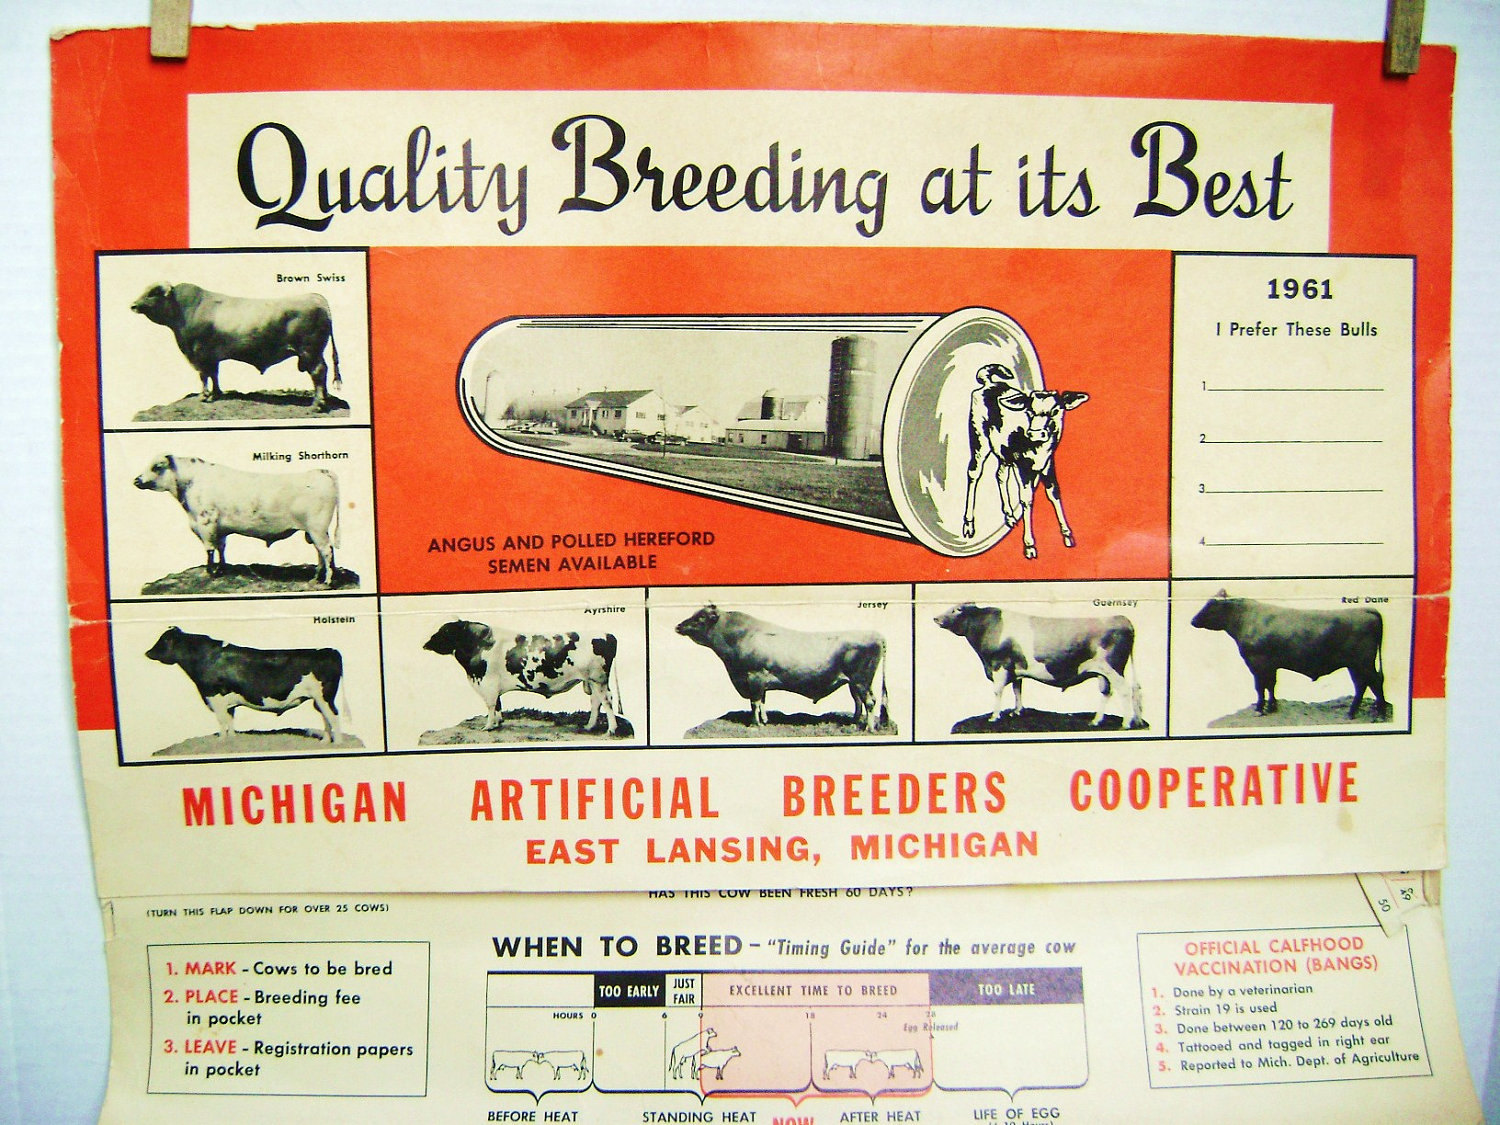 Quality Breeding at its Best
Brown Swiss
1961
I Prefer These Bulls
1
2
3
4
Milking Shorthorn
ANGUS AND POLLED HEREFORD
SEMEN AVAILABLE
Holstein
Ayrshire
Jersey
Guernsey
Red Dane
MICHIGAN ARTIFICIAL BREEDERS COOPERATIVE
EAST LANSING, MICHIGAN
HAS THIS COW BEEN FRESH 60 DAYS?
(TURN THIS FLAP DOWN FOR OVER 25 COWS)
50
49
1. MARK - Cows to be bred
2. PLACE - Breeding fee
in pocket
3. LEAVE - Registration papers
in pocket
WHEN TO BREED - "Timing Guide" for the average cow
TOO EARLY
JUST
FAIR
EXCELLENT TIME TO BREED
TOO LATE
HOURS 0 6 9 18 24 28
Egg Released
BEFORE HEAT
STANDING HEAT
NOW
AFTER HEAT
LIFE OF EGG
OFFICIAL CALFHOOD
VACCINATION (BANGS)
1. Done by a veterinarian
2. Strain 19 is used
3. Done between 120 to 269 days old
4. Tattooed and tagged in right ear
5. Reported to Mich. Dept. of Agriculture